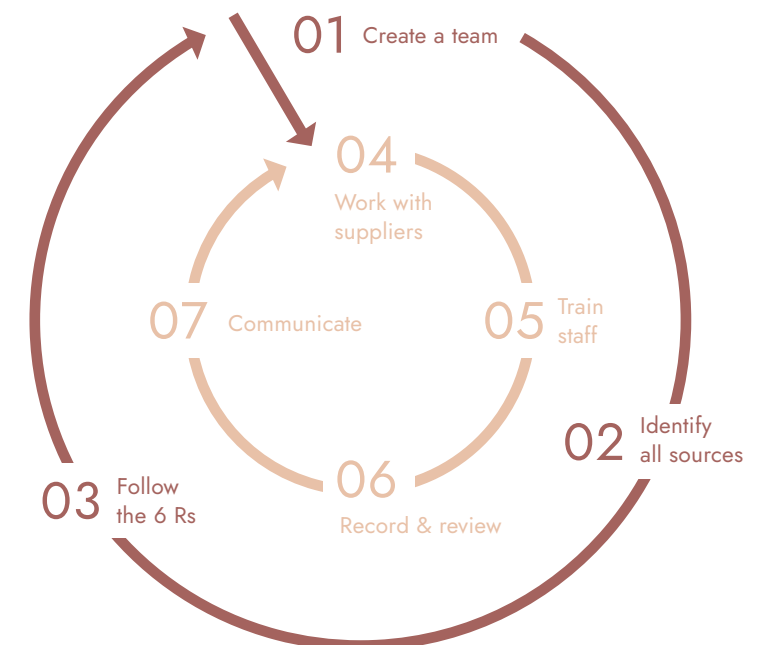 01 Create a team
04
Work with
suppliers
07 Communicate
05 Train
staff
02 Identify
all sources
03 Follow
the 6 Rs
06
Record & review